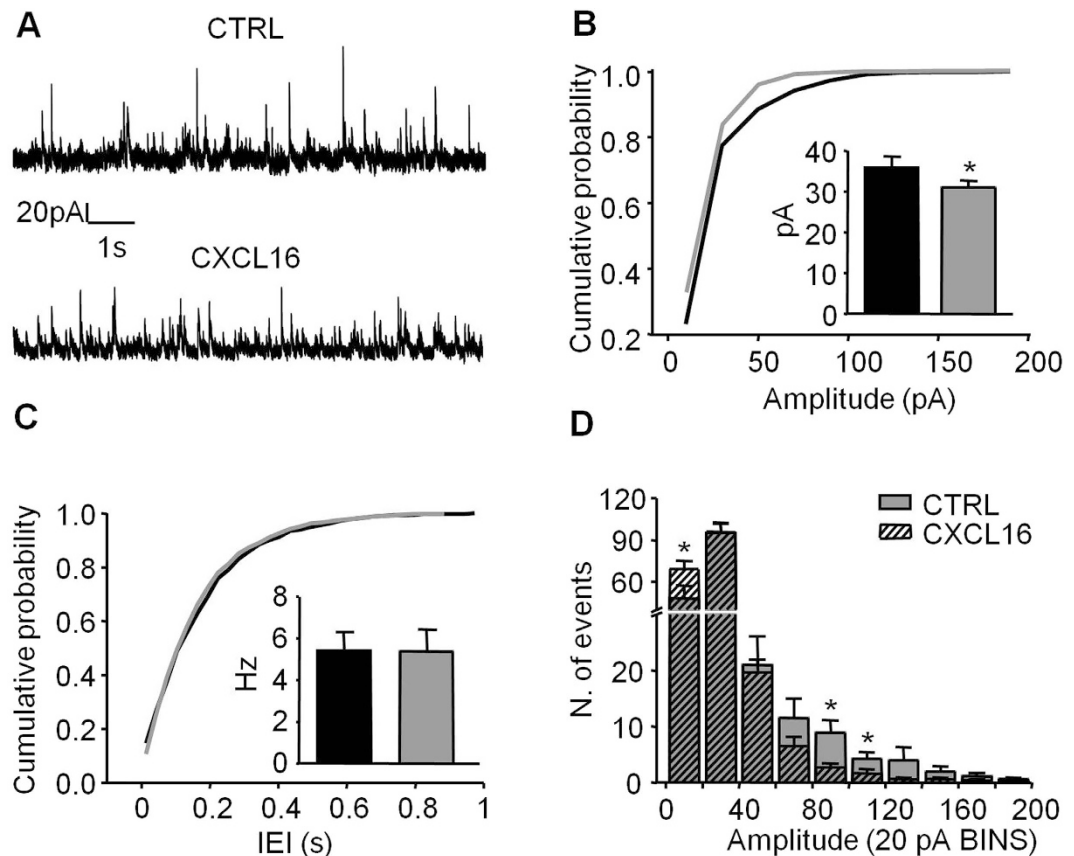 A
CTRL
20pA
1s
CXCL16
B
Cumulative probability
1.0
0.8
0.6
0.4
0.2
0
50
100
150
200
Amplitude (pA)
pA
40
30
20
10
0
*
C
Cumulative probability
1.0
0.8
0.6
0.4
0.2
0.0
0
0.2
0.4
0.6
0.8
1
IEI (s)
Hz
8
6
4
2
0
D
N. of events
120
90
60
20
10
0
CTRL
CXCL16
*
*
*
0
40
80
120
160
200
Amplitude (20 pA BINS)